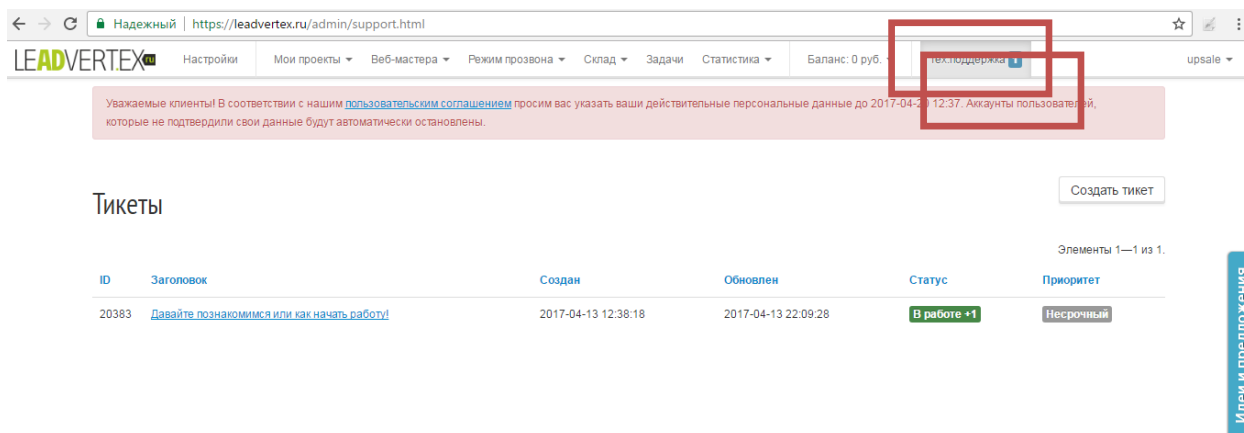 Надежный | https://leadvertex.ru/admin/support.html
LEADVERTEX ru Настройки Мои проекты Веб-мастера Режим прозвона Склад Задачи Статистика Баланс: 0 руб. Тех.поддержка 1 upsale
Уважаемые клиенты! В соответствии с нашим пользовательским соглашением просим вас указать ваши действительные персональные данные до 2017-04-20 12:37. Аккаунты пользователей,
которые не подтвердили свои данные будут автоматически остановлены.
Тикеты
Создать тикет
Элементы 1—1 из 1.
ID Заголовок Создан Обновлен Статус Приоритет
20383 Давайте познакомимся или как начать работу! 2017-04-13 12:38:18 2017-04-13 22:09:28 В работе +1 Несрочный
Идеи и предложения